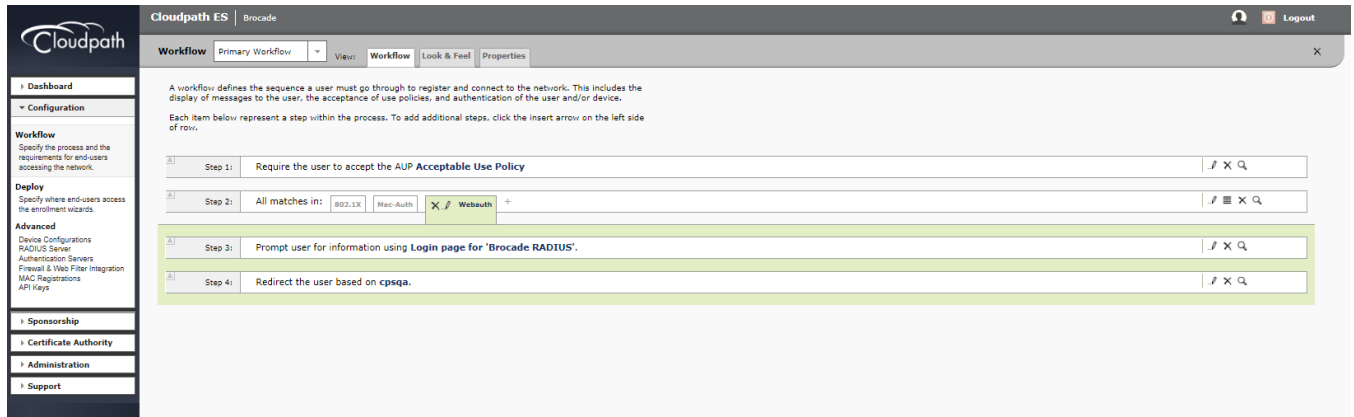 Cloudpath
Cloudpath ES | Brocade
Logout
Workflow Primary Workflow View: Workflow Look & Feel Properties
Dashboard
Configuration
Workflow
Specify the process and the
requirements for end-users
accessing the network.
Deploy
Specify where end-users access
the enrollment wizards.
Advanced
Device Configurations
RADIUS Server
Authentication Servers
Firewall & Web Filter Integration
MAC Registrations
API Keys
Sponsorship
Certificate Authority
Administration
Support
A workflow defines the sequence a user must go through to register and connect to the network. This includes the
display of messages to the user, the acceptance of use policies, and authentication of the user and/or device.
Each item below represent a step within the process. To add additional steps, click the insert arrow on the left side
of row.
Step 1: Require the user to accept the AUP Acceptable Use Policy
Step 2: All matches in: 802.1X Mac-Auth Webauth +
Step 3: Prompt user for information using Login page for 'Brocade RADIUS'.
Step 4: Redirect the user based on cpsqa.